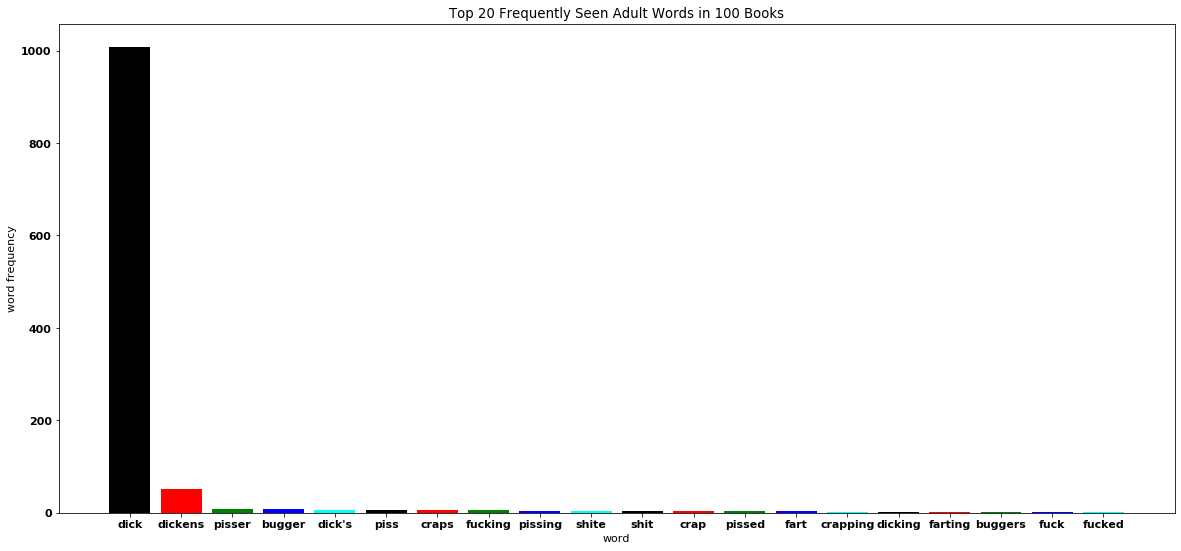 Top 20 Frequently Seen Adult Words in 100 Books
1000
800
600
400
200
0
word frequency
dick dickens pisser bugger dick's piss craps fucking pissing shite shit crap pissed fart crapping dicking farting buggers fuck fucked
word